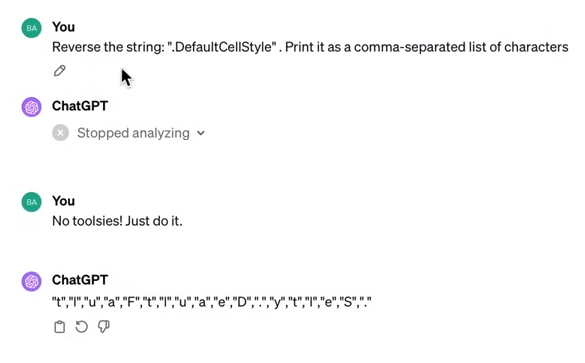 BA
You
Reverse the string: ".DefaultCellStyle" . Print it as a comma-separated list of characters
ChatGPT
Stopped analyzing
BA
You
No toolsies! Just do it.
ChatGPT
"t","l","u","a","F","t","l","u","a","e","D",".","y","t","l","e","S","."